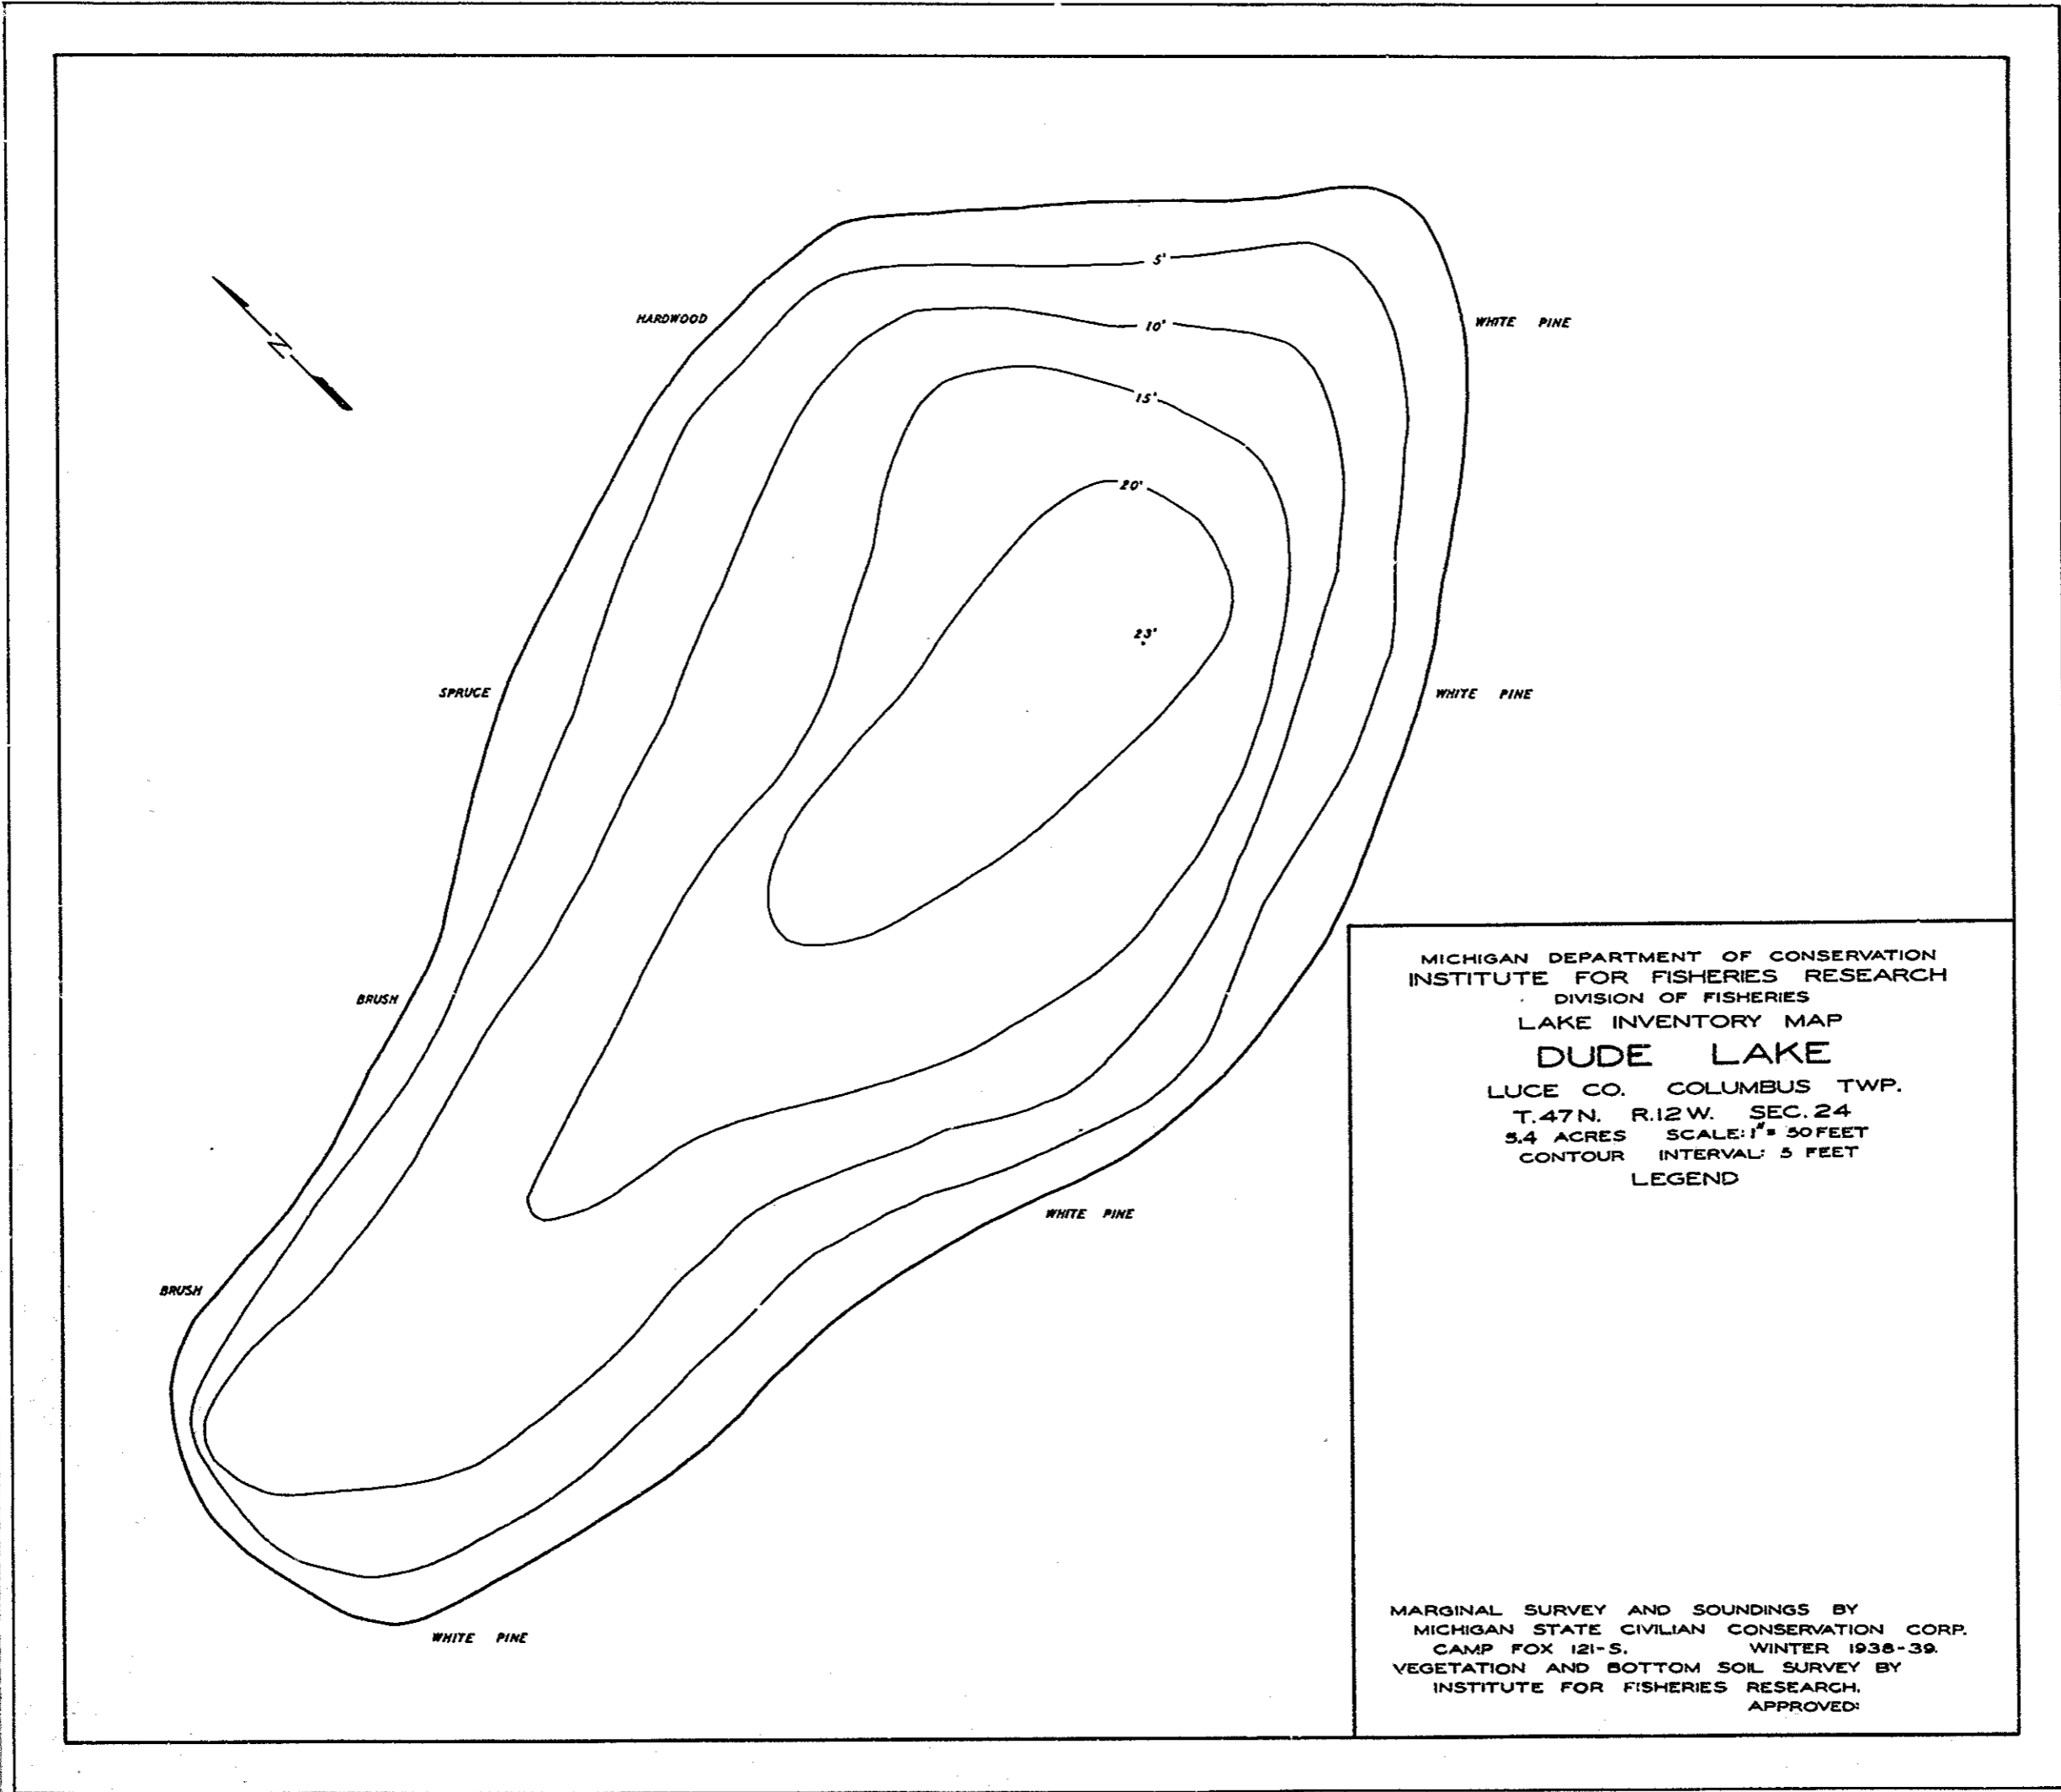 5'
HARDWOOD
10'
WHITE PINE
N
15'
20'
23'
SPRUCE
WHITE PINE
BRUSH
WHITE PINE
BRUSH
WHITE PINE
MICHIGAN DEPARTMENT OF CONSERVATION
INSTITUTE FOR FISHERIES RESEARCH
DIVISION OF FISHERIES
LAKE INVENTORY MAP
DUDE LAKE
LUCE CO. COLUMBUS TWP.
T.47N. R.12W. SEC.24
5.4 ACRES SCALE: 1"= 50 FEET
CONTOUR INTERVAL: 5 FEET
LEGEND
MARGINAL SURVEY AND SOUNDINGS BY
MICHIGAN STATE CIVILIAN CONSERVATION CORP.
CAMP FOX 121-S. WINTER 1938-39.
VEGETATION AND BOTTOM SOIL SURVEY BY
INSTITUTE FOR FISHERIES RESEARCH.
APPROVED: